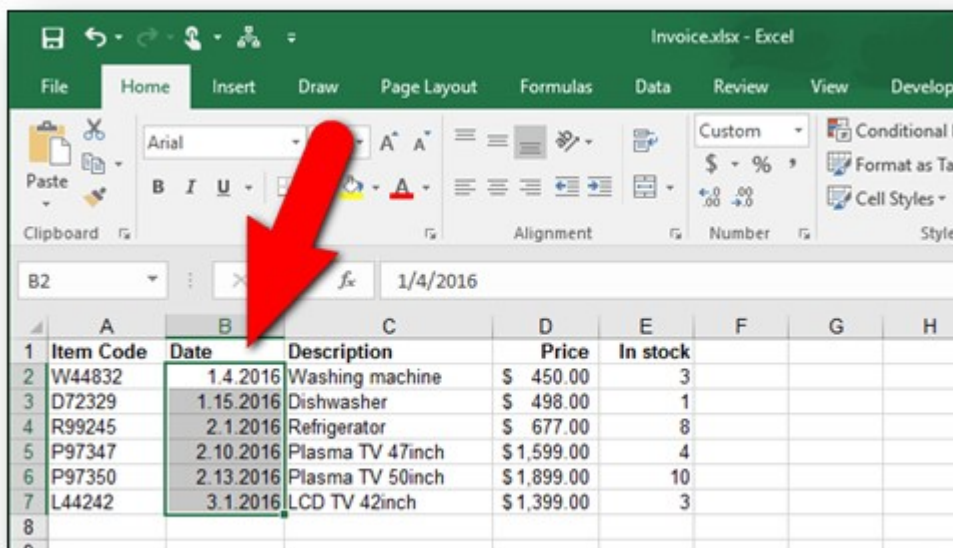 Invoice.xlsx - Excel
File Home Insert Draw Page Layout Formulas Data Review View Develop
Arial Custom Conditional
Paste B I U A A A $ % , Format as Ta
Cell Styles
Clipboard Alignment Number Style
B2 fx 1/4/2016
A B C D E F G H
1 Item Code Date Description Price In stock
2 W44832 1.4.2016 Washing machine $ 450.00 3
3 D72329 1.15.2016 Dishwasher $ 498.00 1
4 R99245 2.1.2016 Refrigerator $ 677.00 8
5 P97347 2.10.2016 Plasma TV 47inch $1,599.00 4
6 P97350 2.13.2016 Plasma TV 50inch $1,899.00 10
7 L44242 3.1.2016 LCD TV 42inch $1,399.00 3
8